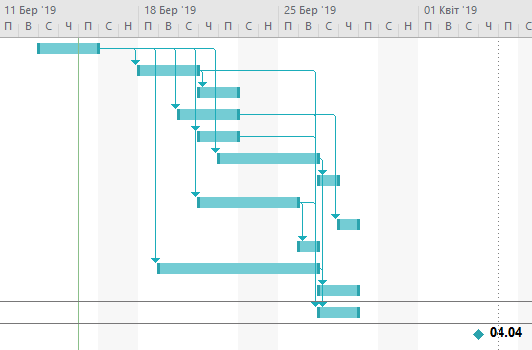 11 Бер '19 18 Бер '19 25 Бер '19 01 Квіт '19
П В С Ч П С Н П В С Ч П С Н П В С Ч П С Н П В С Ч П С
04.04